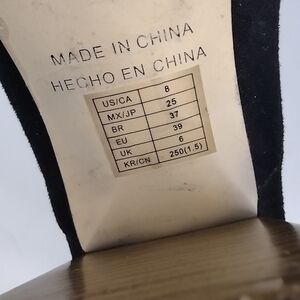 MADE IN CHINA
HECHO EN CHINA
US/CA 8
MX/JP 25
BR 37
EU 39
UK 6
KR/CN 250(1.5)